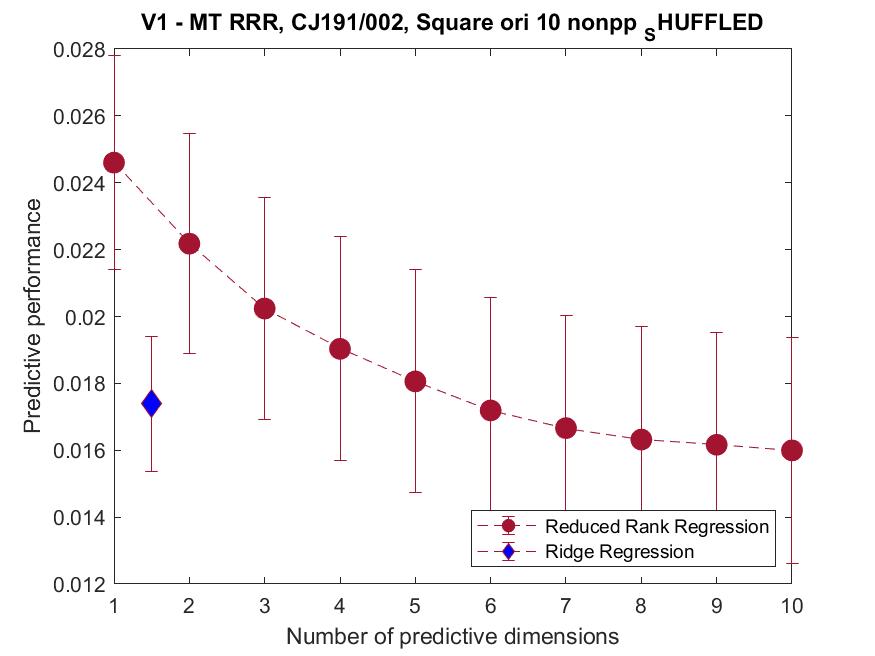 V1 - MT RRR, CJ191/002, Square ori 10 nonpp SHUFFLED
0.028
0.026
0.024
0.022
0.02
0.018
0.016
0.014
0.012
Predictive performance
Reduced Rank Regression
Ridge Regression
1 2 3 4 5 6 7 8 9 10
Number of predictive dimensions